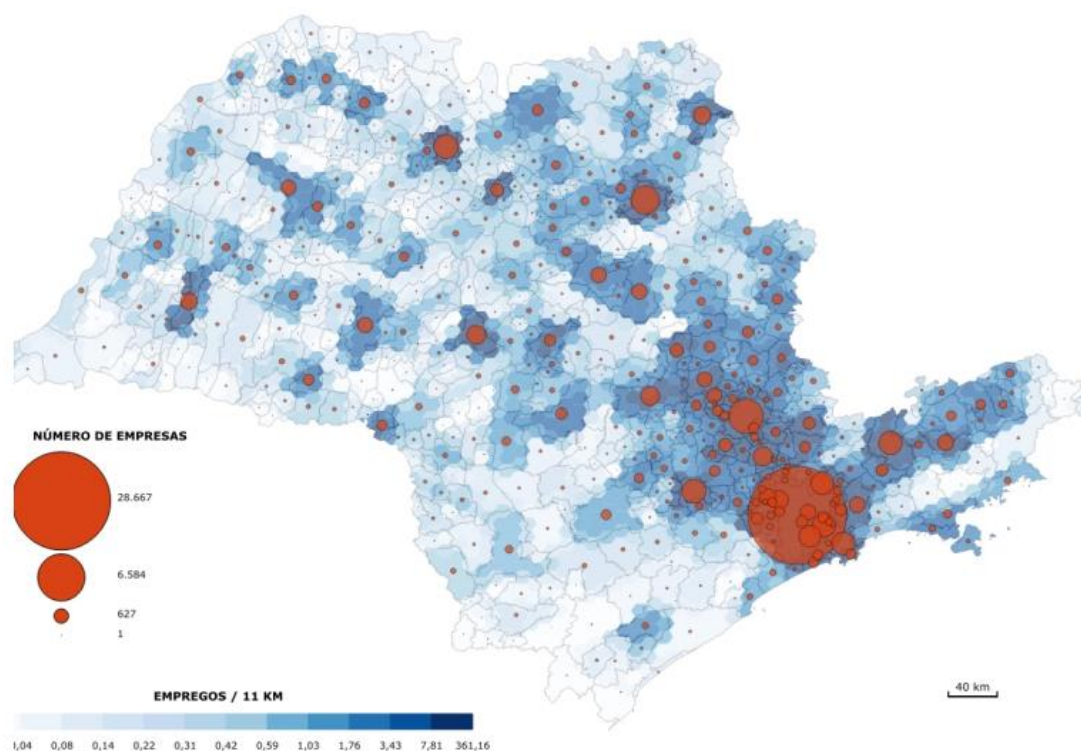 NÚMERO DE EMPRESAS
28.667
6.584
627
1
EMPREGOS / 11 KM
,04 0,08 0,14 0,22 0,31 0,42 0,59 1,03 1,76 3,43 7,81 361,16
40 km